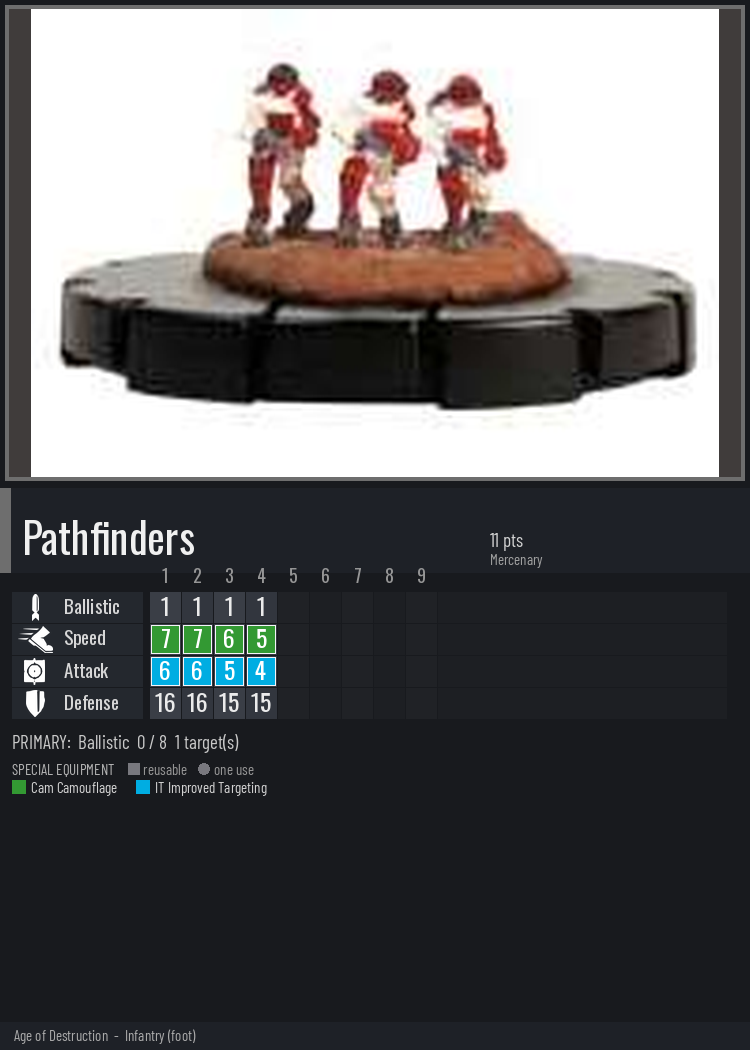 Pathfinders
11 pts
Mercenary
1 2 3 4 5 6 7 8 9
Ballistic 1 1 1 1
Speed 7 7 6 5
Attack 6 6 5 4
Defense 16 16 15 15
PRIMARY: Ballistic 0 / 8 1 target(s)
SPECIAL EQUIPMENT reusable one use
Cam Camouflage IT Improved Targeting
Age of Destruction - Infantry (foot)